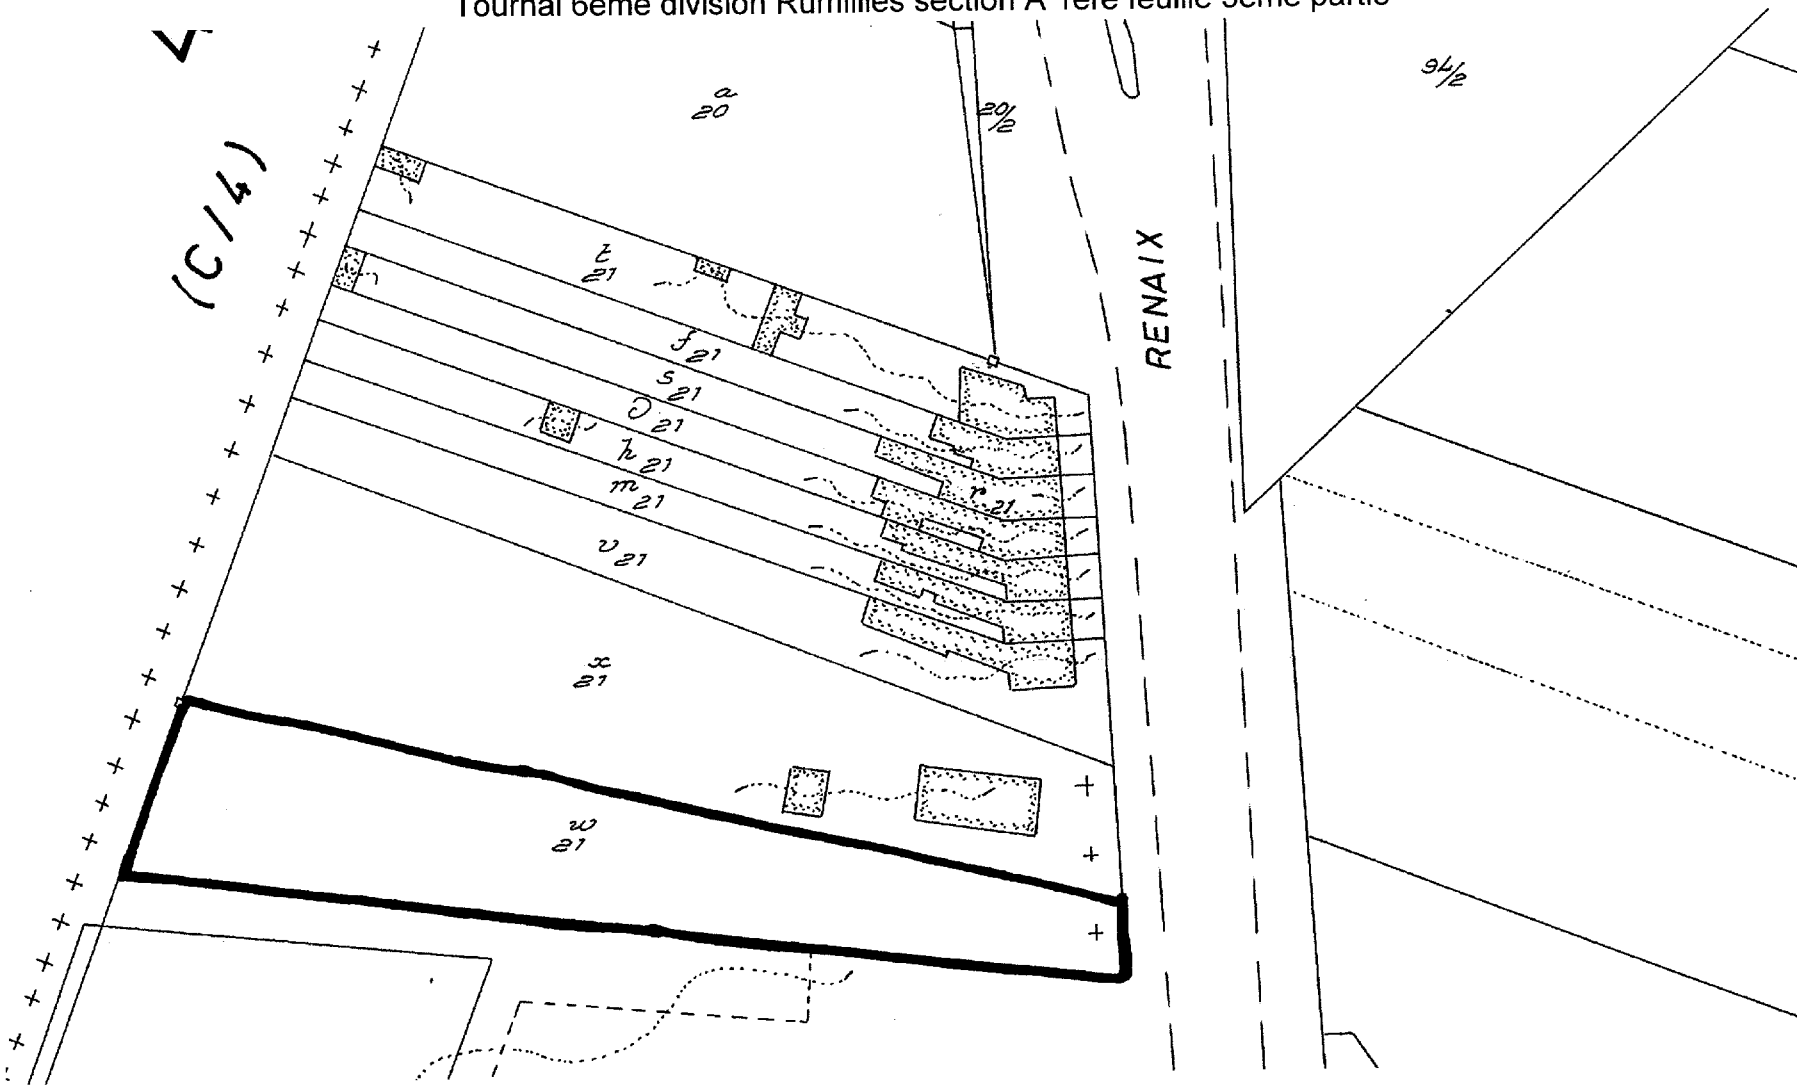 Tournai 6ème division Rumillies section A 1ère feuille 3ème partie
a
20
20/2
94/2
(C/4)
RENAIX
t
21
f 21
s 21
21
h 21
m 21
r 21
v 21
x
21
w
21